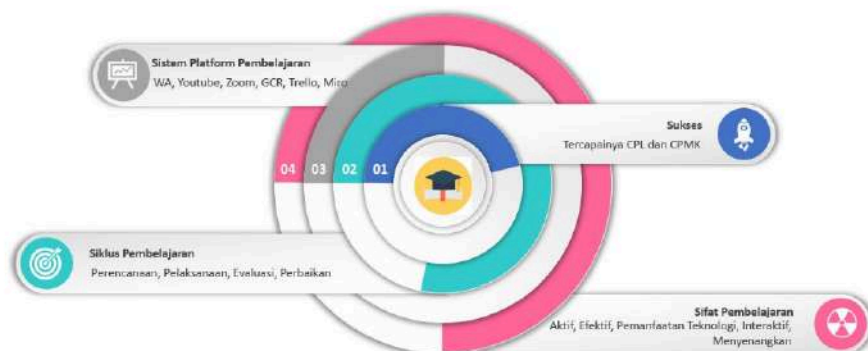 Sistem Platform Pembelajaran
WA, Youtube, Zoom, GCR, Trello, Miro
Sukses
Tercapainya CPL dan CPMK
04 03 02 01
Siklus Pembelajaran
Perencanaan, Pelaksanaan, Evaluasi, Perbaikan
Sifat Pembelajaran
Aktif, Efektif, Pemanfaatan Teknologi, Interaktif,
Menyenangkan